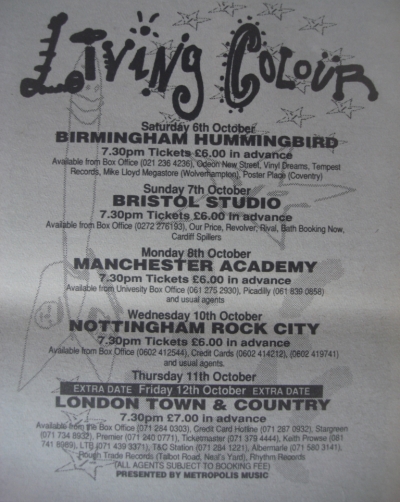 Living Colour
Saturday 6th October
BIRMINGHAM HUMMINGBIRD
7.30pm Tickets £6.00 in advance
Available from Box Office (021 236 4236), Odeon New Street, Vinyl Dreams, Tempest
Records, Mike Lloyd Megastore (Wolverhampton), Poster Place (Coventry)
Sunday 7th October
BRISTOL STUDIO
7.30pm Tickets £6.00 in advance
Available from Box Office (0272 276193), Our Price, Revolver, Rival, Bath Booking Now,
Cardiff Spillers
Monday 8th October
MANCHESTER ACADEMY
7.30pm Tickets £6.00 in advance
Available from Univesity Box Office (061 275 2930), Picadilly (061 839 0858)
and usual agents
Wednesday 10th October
NOTTINGHAM ROCK CITY
7.30pm Tickets £6.00 in advance
Available from Box Office (0602 412544), Credit Cards (0602 414212), (0602 419741)
and usual agents.
Thursday 11th October
EXTRA DATE Friday 12th October EXTRA DATE
LONDON TOWN & COUNTRY
7.30pm £7.00 in advance
Available from the Box Office (071 284 0303), Credit Card Hotline (071 287 0932), Stargreen
(071 734 8932), Premier (071 240 0771), Ticketmaster (071 379 4444), Keith Prowse (081
741 8989), LTB (071 439 3371), T&C Station (071 284 1221), Albermarle (071 580 3141),
Rough Trade Records (Talbot Road, Neal's Yard), Rhythm Records
(ALL AGENTS SUBJECT TO BOOKING FEE)
PRESENTED BY METROPOLIS MUSIC